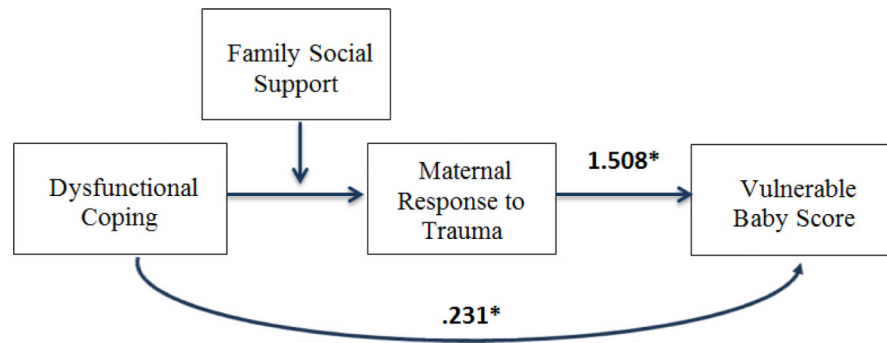 Family Social
Support
Dysfunctional
Coping
Maternal
Response to
Trauma
1.508*
Vulnerable
Baby Score
.231*